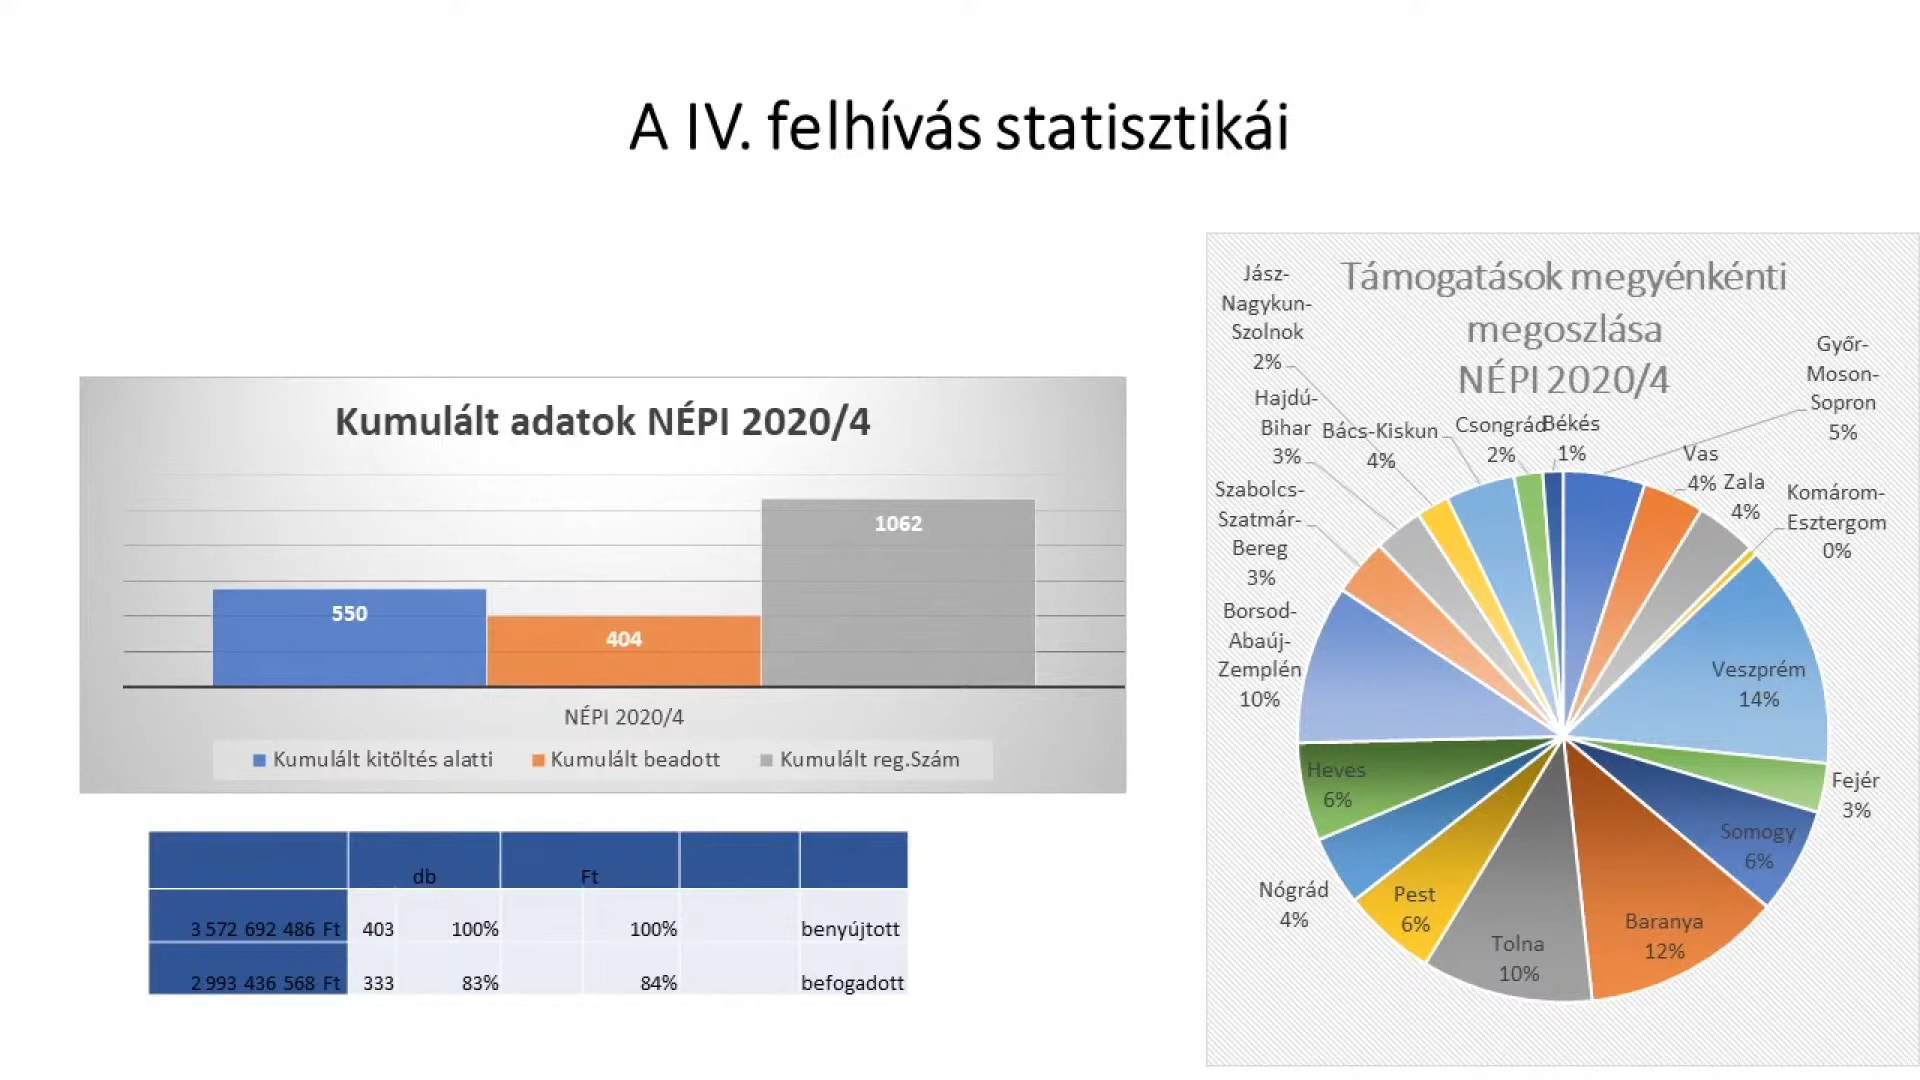 A IV. felhívás statisztikái
Kumulált adatok NÉPI 2020/4
550
404
1062
NÉPI 2020/4
Kumulált kitöltés alatti
Kumulált beadott
Kumulált reg.Szám
db
Ft
3 572 692 486 Ft 403 100% 100% benyújtott
2 993 436 568 Ft 333 83% 84% befogadott
Támogatások megyénkénti
megoszlása
NÉPI 2020/4
Jász-
Nagykun-
Szolnok
2%
Hajdú-
Bihar
3%
Bács-Kiskun
4%
Csongrád
2%
Békés
1%
Győr-
Moson-
Sopron
5%
Vas
4%
Zala
4%
Komárom-
Esztergom
0%
Szabolcs-
Szatmár-
Bereg
3%
Borsod-
Abaúj-
Zemplén
10%
Veszprém
14%
Fejér
3%
Somogy
6%
Baranya
12%
Tolna
10%
Pest
6%
Nógrád
4%
Heves
6%